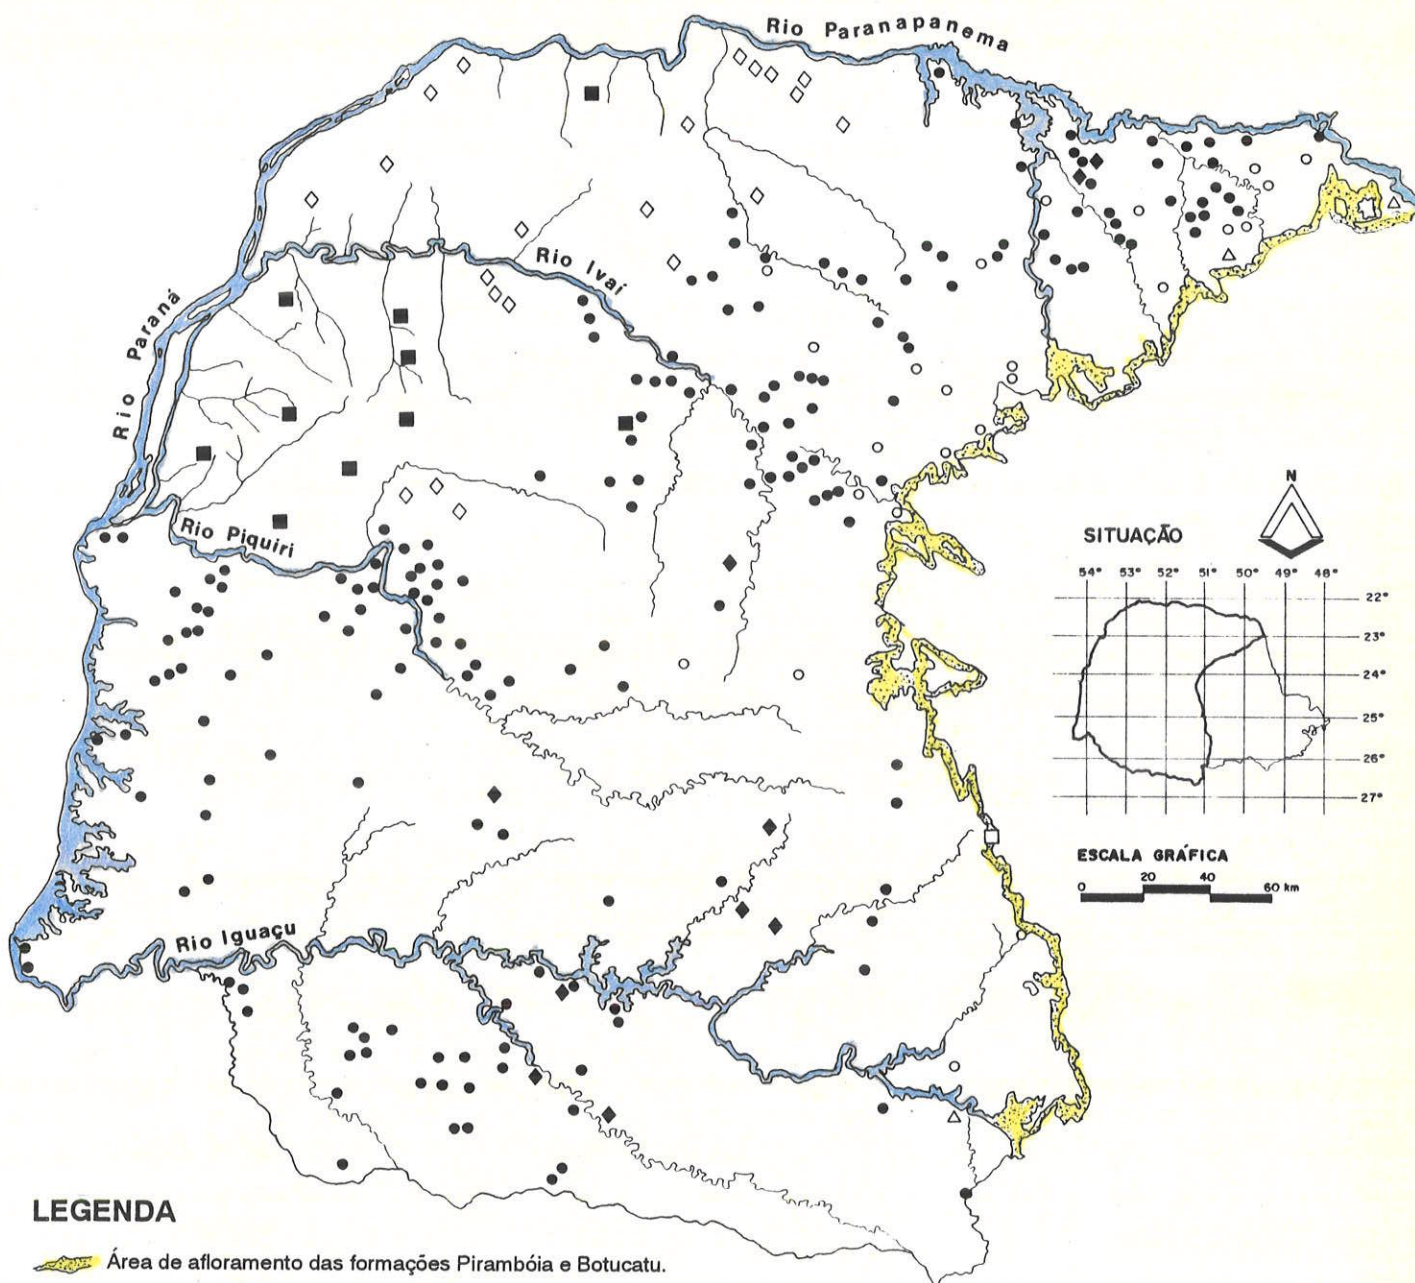 Rio Paranapanema
Rio Ivaí
Rio Paraná
Rio Piquiri
SITUAÇÃO
N
54° 53° 52° 51° 50° 49° 48°
22°
23°
24°
25°
26°
27°
ESCALA GRÁFICA
0 20 40 60 km
Rio Iguaçu
LEGENDA
Área de afloramento das formações Pirambóia e Botucatu.